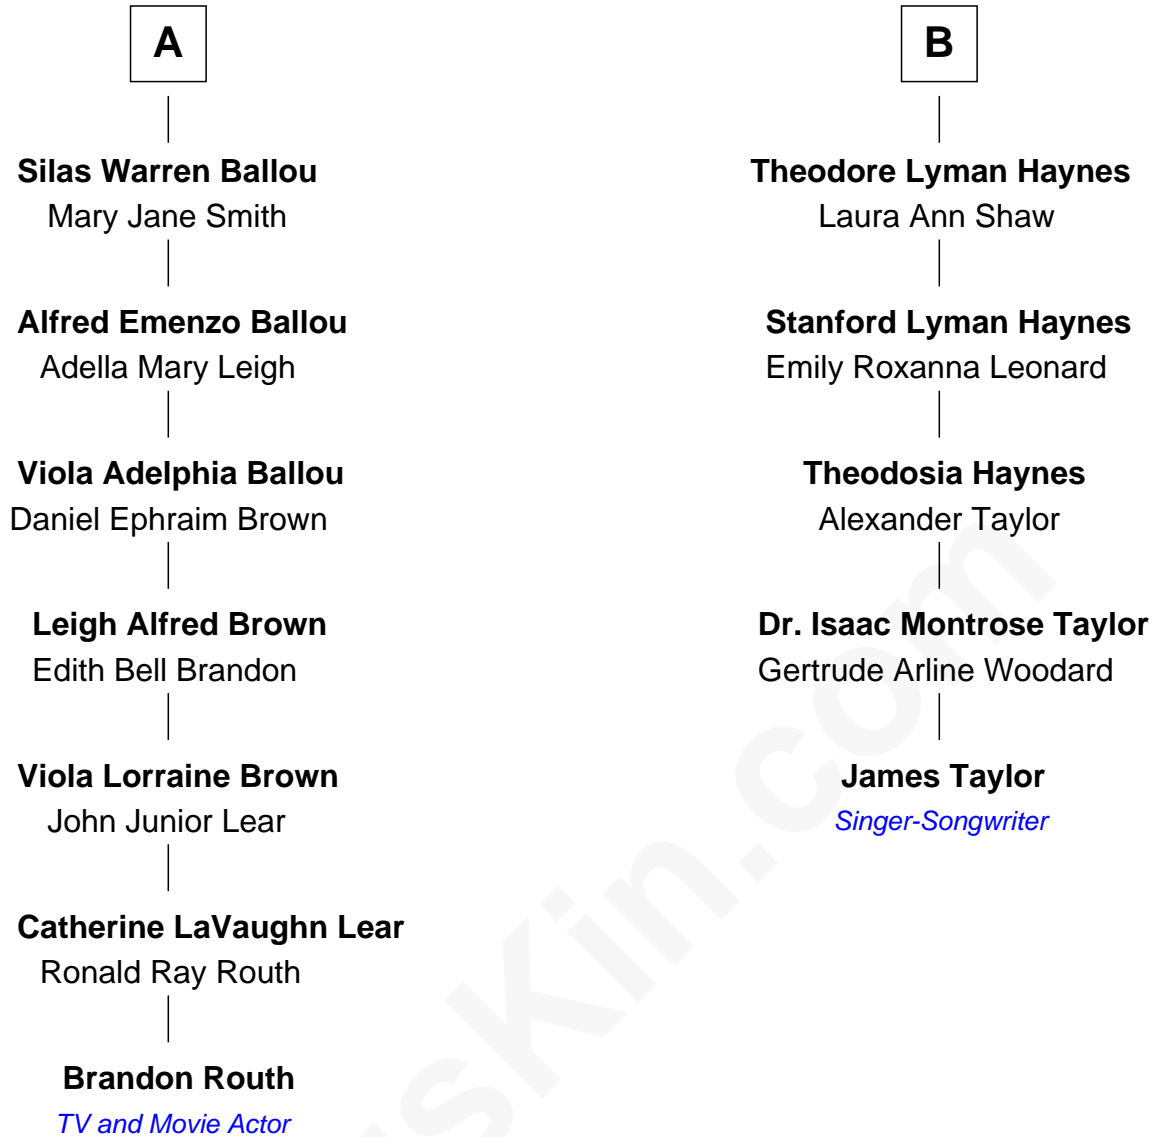 A
Silas Warren Ballou
Mary Jane Smith
Alfred Emenzo Ballou
Adella Mary Leigh
Viola Adelphia Ballou
Daniel Ephraim Brown
Leigh Alfred Brown
Edith Bell Brandon
Viola Lorraine Brown
John Junior Lear
Catherine LaVaughn Lear
Ronald Ray Routh
Brandon Routh
TV and Movie Actor
B
Theodore Lyman Haynes
Laura Ann Shaw
Stanford Lyman Haynes
Emily Roxanna Leonard
Theodosia Haynes
Alexander Taylor
Dr. Isaac Montrose Taylor
Gertrude Arline Woodard
James Taylor
Singer-Songwriter
sKin.com